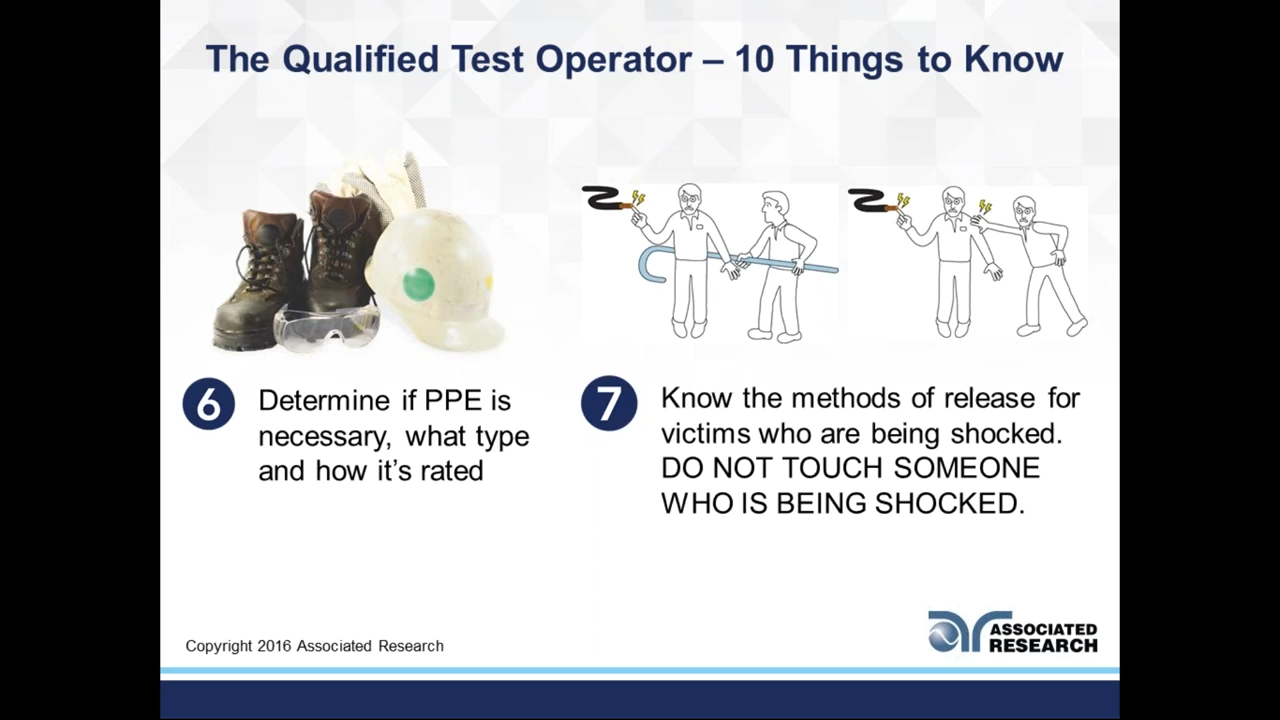 The Qualified Test Operator – 10 Things to Know
6
Determine if PPE is
necessary, what type
and how it’s rated
7
Know the methods of release for
victims who are being shocked.
DO NOT TOUCH SOMEONE
WHO IS BEING SHOCKED.
Copyright 2016 Associated Research
ar ASSOCIATED
RESEARCH